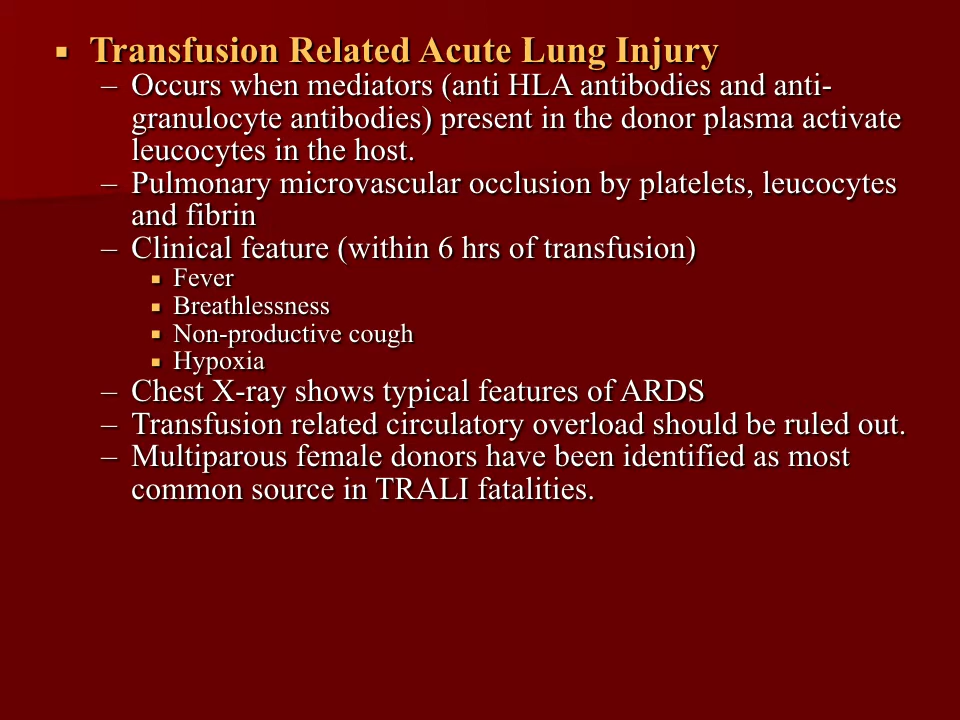 ▪ Transfusion Related Acute Lung Injury
– Occurs when mediators (anti HLA antibodies and anti-
granulocyte antibodies) present in the donor plasma activate
leucocytes in the host.
– Pulmonary microvascular occlusion by platelets, leucocytes
and fibrin
– Clinical feature (within 6 hrs of transfusion)
▪ Fever
▪ Breathlessness
▪ Non-productive cough
▪ Hypoxia
– Chest X-ray shows typical features of ARDS
– Transfusion related circulatory overload should be ruled out.
– Multiparous female donors have been identified as most
common source in TRALI fatalities.